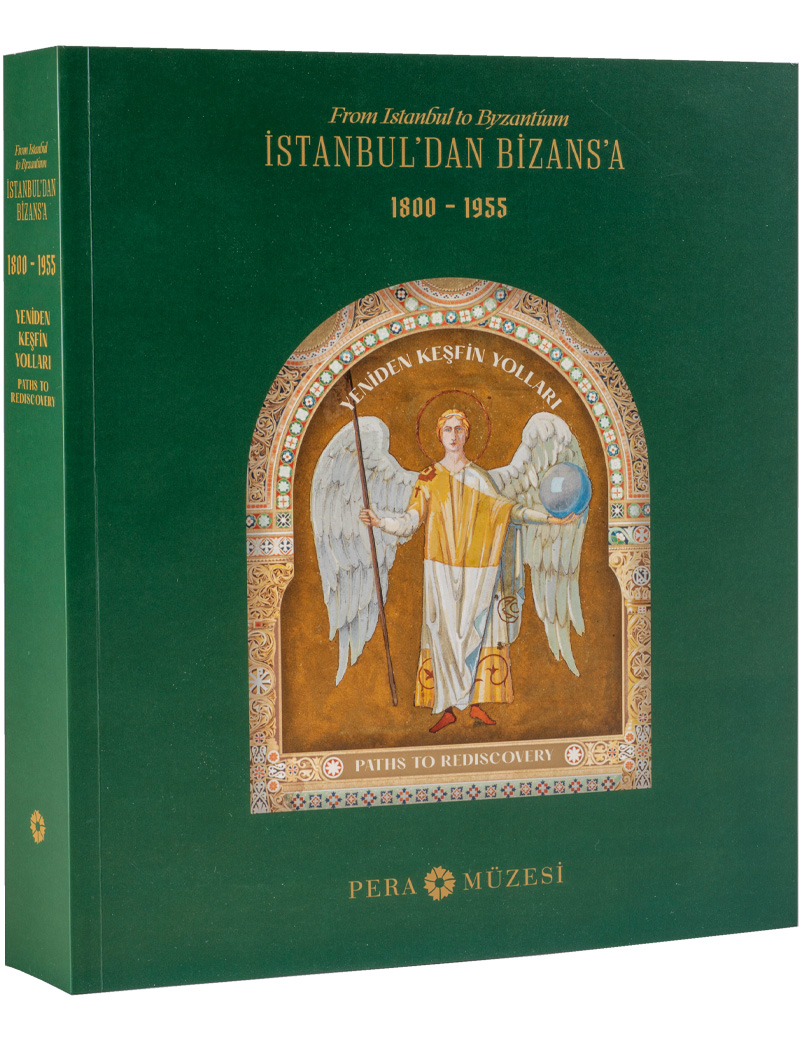 From Istanbul
to Byzantium
İSTANBUL'DAN
BİZANS'A
1800 - 1955
YENİDEN
KEŞFİN
YOLLARI
PATHS TO
REDISCOVERY
From Istanbul to Byzantium
İSTANBUL'DAN BİZANS'A
1800 - 1955
YENİDEN KEŞFİN YOLLARI
PATHS TO REDISCOVERY
PERA MÜZESİ